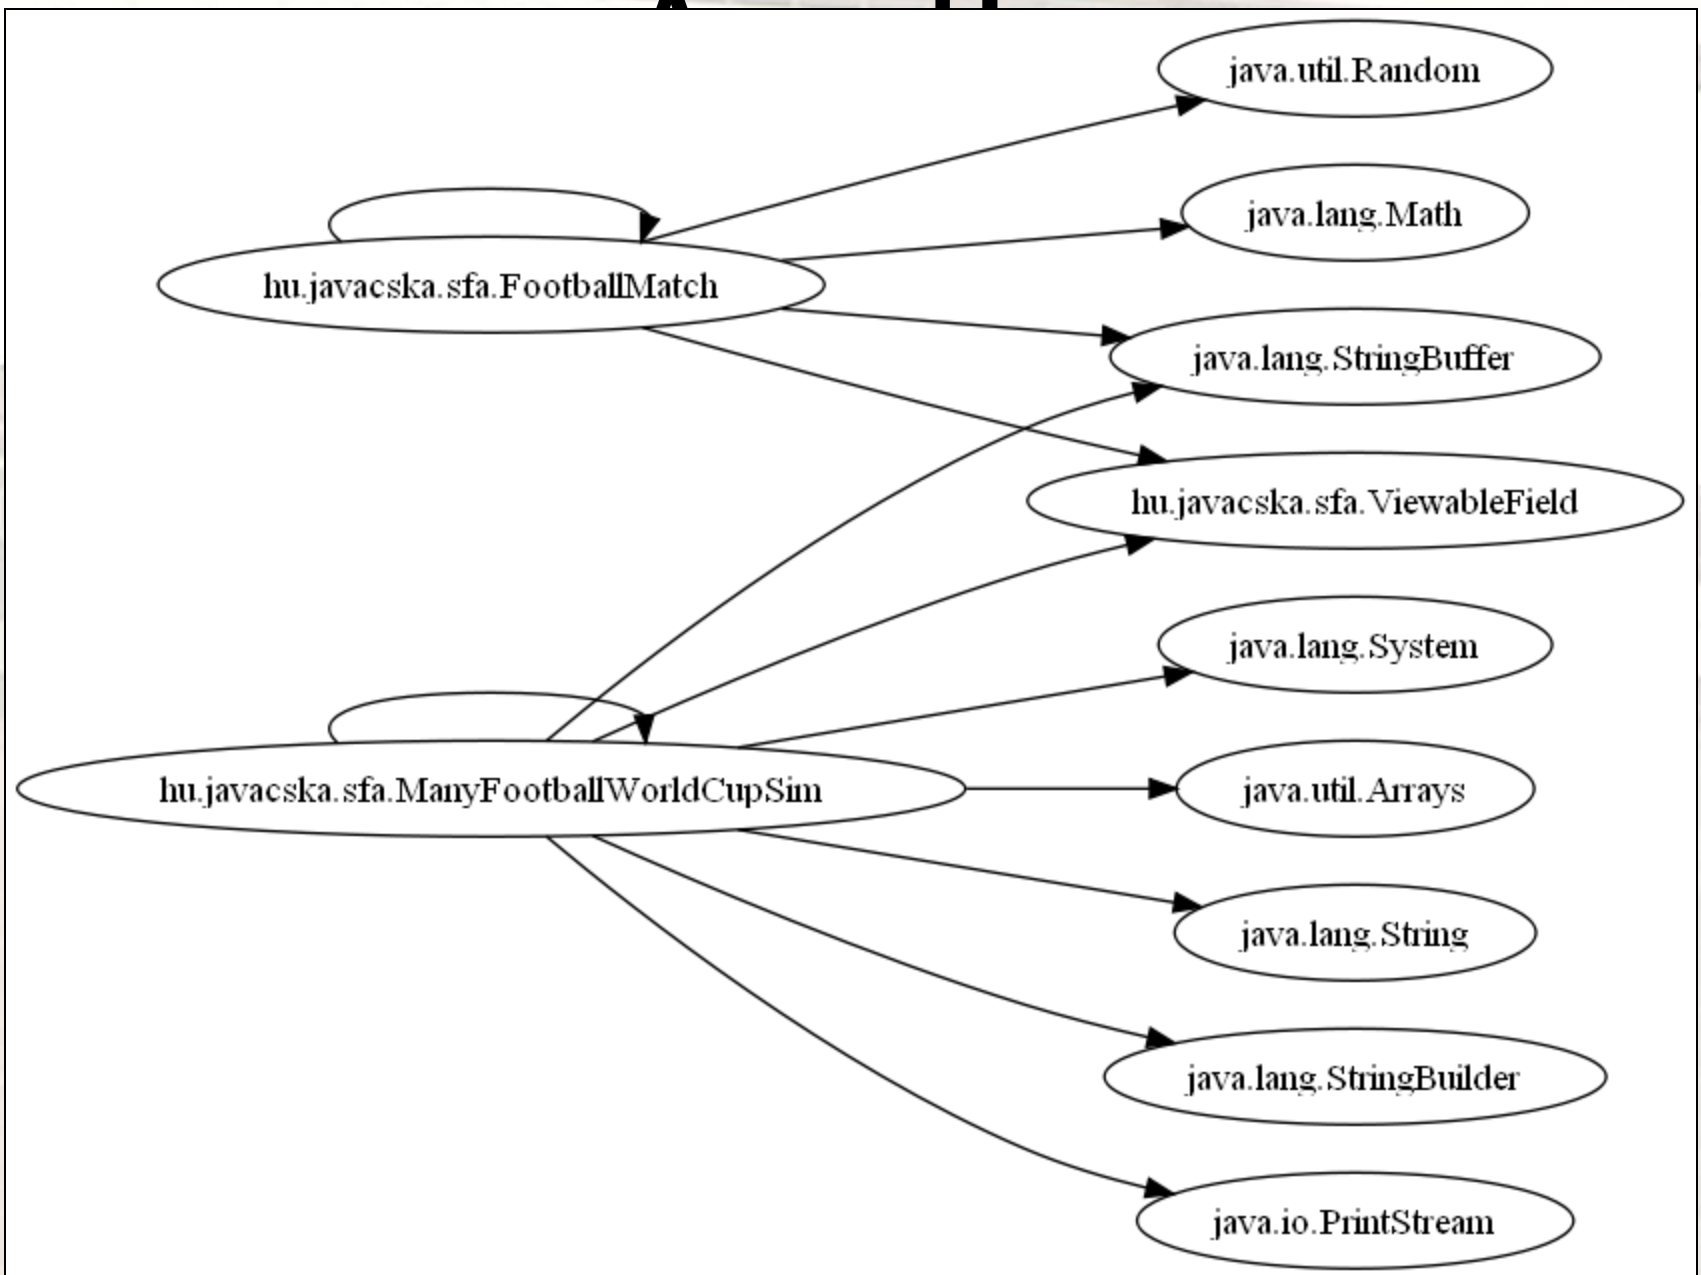 java.util.Random
java.lang.Math
hu.javacska.sfa.FootballMatch
java.lang.StringBuffer
hu.javacska.sfa.ViewableField
java.lang.System
hu.javacska.sfa.ManyFootballWorldCupSim
java.util.Arrays
java.lang.String
java.lang.StringBuilder
java.io.PrintStream